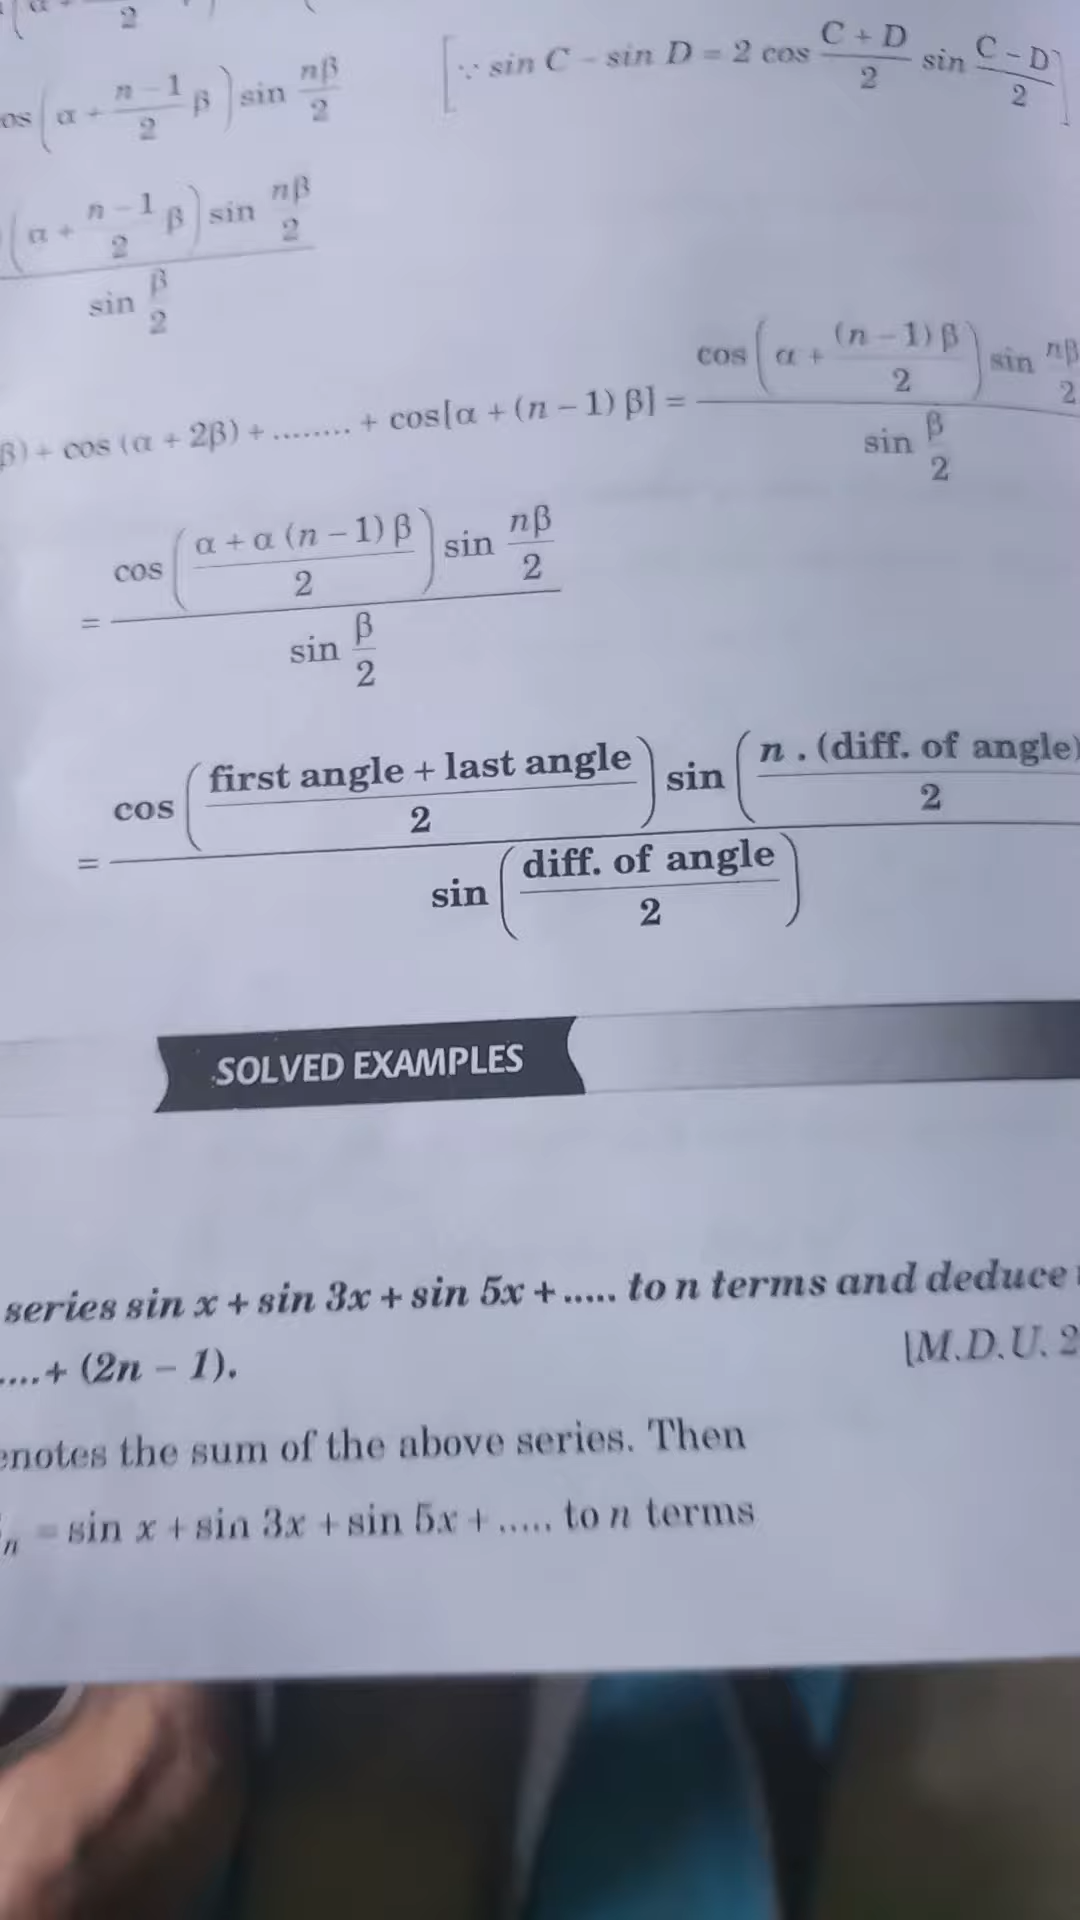 2
os(α + n – 1/2 β) sin nβ/2 [∵ sin C – sin D = 2 cos C + D/2 sin C – D/2]
(α + n – 1/2 β) sin nβ/2
sin β/2
β) + cos (α + 2β) + ........ + cos[α + (n – 1) β] = cos(α + (n – 1) β/2) sin nβ/2
sin β/2
= cos(α + α (n – 1) β/2) sin nβ/2
sin β/2
= cos(first angle + last angle/2) sin(n . (diff. of angle)/2
sin(diff. of angle/2)
SOLVED EXAMPLES
series sin x + sin 3x + sin 5x + ..... to n terms and deduce
....+ (2n – 1). [M.D.U. 2
enotes the sum of the above series. Then
n = sin x + sin 3x + sin 5x + ..... to n terms